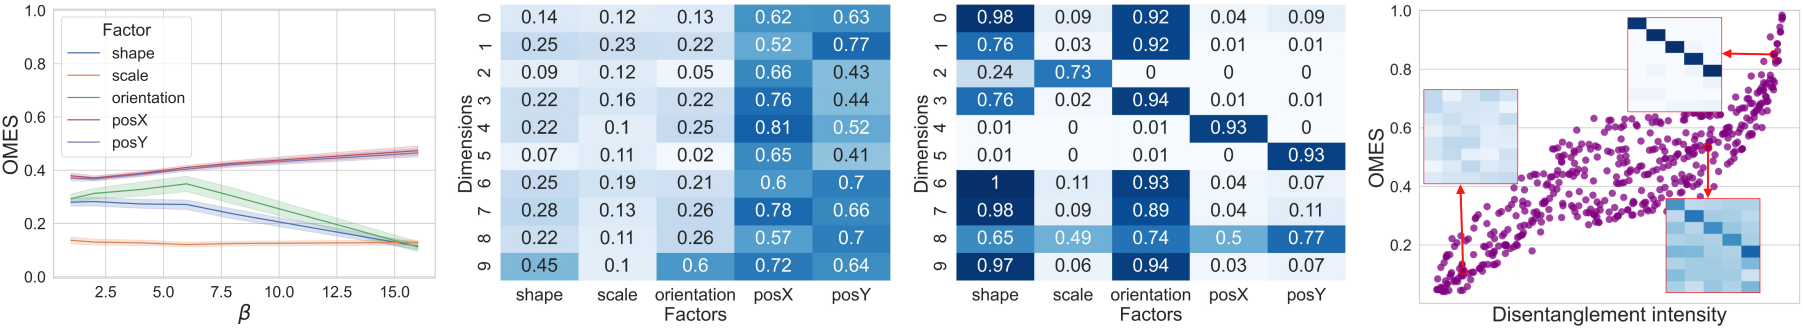 OMES
1.0
0.8
0.6
0.4
0.2
0.0
Factor
shape
scale
orientation
posX
posY
2.5 5.0 7.5 10.0 12.5 15.0
β
Dimensions
0 0.14 0.12 0.13 0.62 0.63
1 0.25 0.23 0.22 0.52 0.77
2 0.09 0.12 0.05 0.66 0.43
3 0.22 0.16 0.22 0.76 0.44
4 0.22 0.1 0.25 0.81 0.52
5 0.07 0.11 0.02 0.65 0.41
6 0.25 0.19 0.21 0.6 0.7
7 0.28 0.13 0.26 0.78 0.66
8 0.22 0.11 0.26 0.57 0.7
9 0.45 0.1 0.6 0.72 0.64
shape scale orientation posX posY
Factors
Dimensions
0 0.98 0.09 0.92 0.04 0.09
1 0.76 0.03 0.92 0.01 0.01
2 0.24 0.73 0 0 0
3 0.76 0.02 0.94 0.01 0.01
4 0.01 0 0.01 0.93 0
5 0.01 0 0.01 0 0.93
6 1 0.11 0.93 0.04 0.07
7 0.98 0.09 0.89 0.04 0.11
8 0.65 0.49 0.74 0.5 0.77
9 0.97 0.06 0.94 0.03 0.07
shape scale orientation posX posY
Factors
OMES
1.0
0.8
0.6
0.4
0.2
Disentanglement intensity